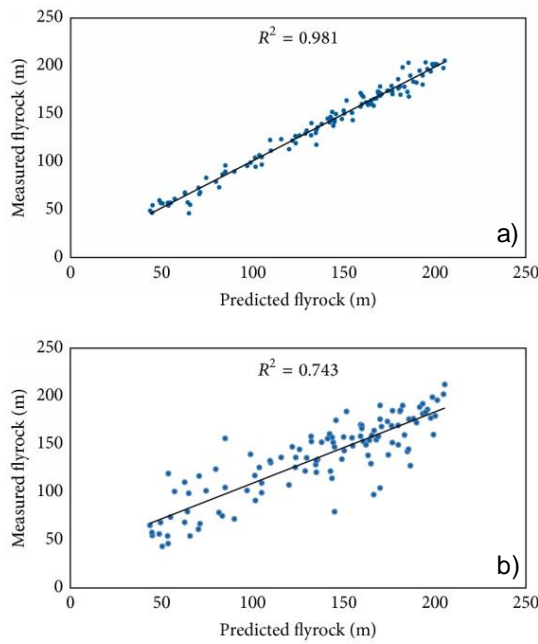 250
R² = 0.981
200
150
100
50
0
Measured flyrock (m)
a)
0 50 100 150 200 250
Predicted flyrock (m)
250
R² = 0.743
200
150
100
50
0
Measured flyrock (m)
b)
0 50 100 150 200 250
Predicted flyrock (m)